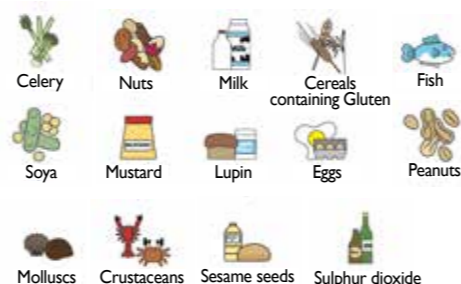 Celery
Nuts
Milk
Cereals
containing Gluten
Fish
Soya
Mustard
Lupin
Eggs
Peanuts
Molluscs
Crustaceans
Sesame seeds
Sulphur dioxide